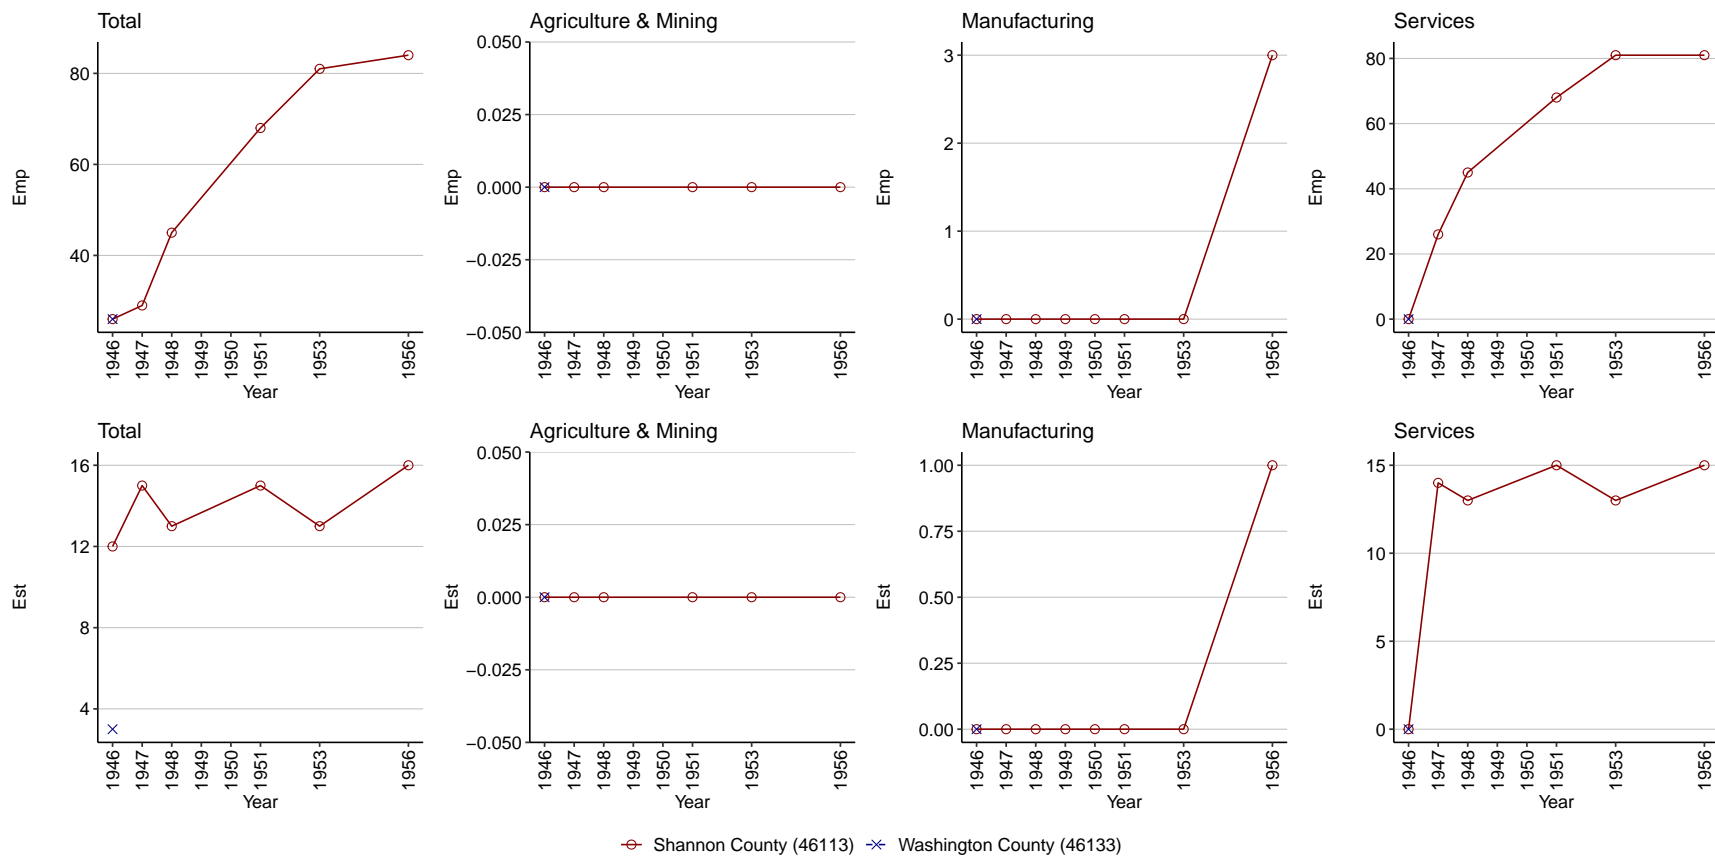 Total
Agriculture & Mining
Manufacturing
Services
Emp
80
60
40
1946 1947 1948 1949 1950 1951 1953 1956
Year
Emp
0.050
0.025
0.000
−0.025
−0.050
1946 1947 1948 1949 1950 1951 1953 1956
Year
Emp
3
2
1
0
1946 1947 1948 1949 1950 1951 1953 1956
Year
Emp
80
60
40
20
0
1946 1947 1948 1949 1950 1951 1953 1956
Year
Total
Agriculture & Mining
Manufacturing
Services
Est
16
12
8
4
1946 1947 1948 1949 1950 1951 1953 1956
Year
Est
0.050
0.025
0.000
−0.025
−0.050
1946 1947 1948 1949 1950 1951 1953 1956
Year
Est
1.00
0.75
0.50
0.25
0.00
1946 1947 1948 1949 1950 1951 1953 1956
Year
Est
15
10
5
0
1946 1947 1948 1949 1950 1951 1953 1956
Year
Shannon County (46113) Washington County (46133)